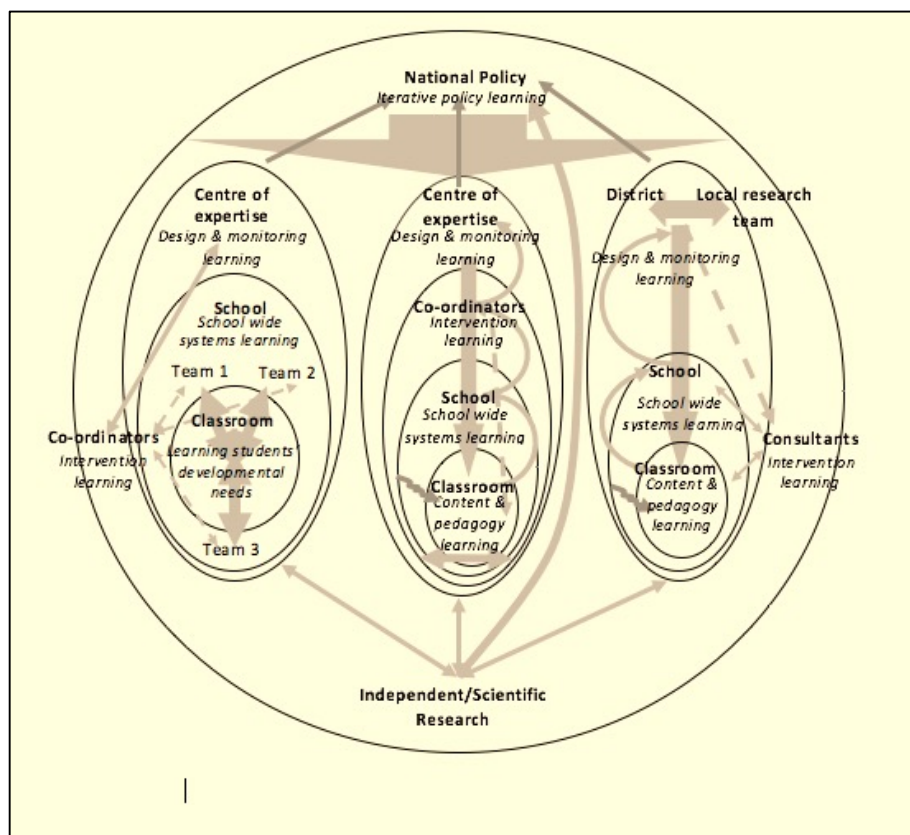 National Policy
Iterative policy learning
Centre of
expertise
Design & monitoring
learning
School
School wide
systems learning
Team 1
Team 2
Classroom
Learning students'
developmental
needs
Team 3
Co-ordinators
Intervention
learning
Centre of
expertise
Design & monitoring
learning
Co-ordinators
Intervention
learning
School
School wide
systems learning
Classroom
Content &
pedagogy
learning
District
Local research
team
Design & monitoring
learning
School
School wide
systems learning
Classroom
Content &
pedagogy
learning
Consultants
Intervention
learning
Independent/Scientific
Research